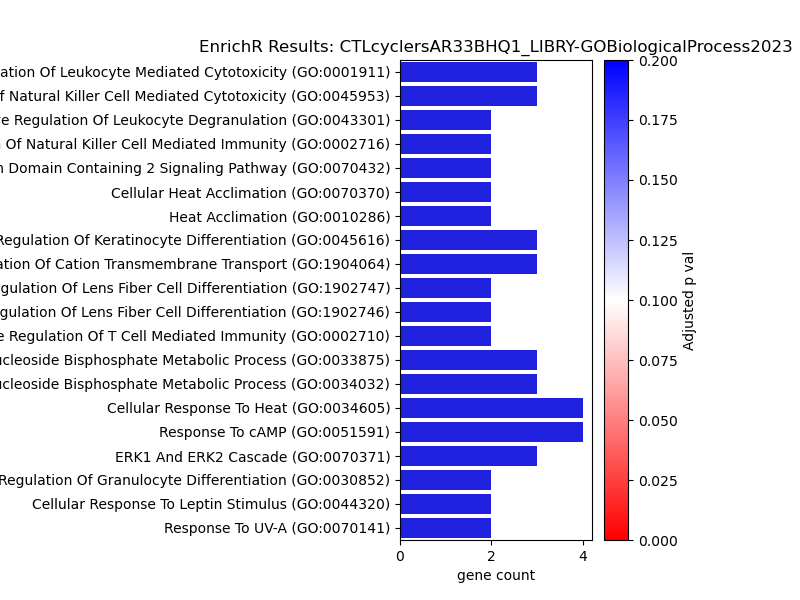 EnrichR Results: CTLcyclersAR33BHQ1_LIBRY-GOBiologicalProcess2023
Of Leukocyte Mediated Cytotoxicity (GO:0001911)
Natural Killer Cell Mediated Cytotoxicity (GO:0045953)
Regulation Of Leukocyte Degranulation (GO:0043301)
Of Natural Killer Cell Mediated Immunity (GO:0002716)
Domain Containing 2 Signaling Pathway (GO:0070432)
Cellular Heat Acclimation (GO:0070370)
Heat Acclimation (GO:0010286)
Regulation Of Keratinocyte Differentiation (GO:0045616)
Of Cation Transmembrane Transport (GO:1904064)
Of Lens Fiber Cell Differentiation (GO:1902747)
Of Lens Fiber Cell Differentiation (GO:1902746)
Regulation Of T Cell Mediated Immunity (GO:0002710)
Bisphosphate Metabolic Process (GO:0033875)
Bisphosphate Metabolic Process (GO:0034032)
Cellular Response To Heat (GO:0034605)
Response To cAMP (GO:0051591)
ERK1 And ERK2 Cascade (GO:0070371)
Regulation Of Granulocyte Differentiation (GO:0030852)
Cellular Response To Leptin Stimulus (GO:0044320)
Response To UV-A (GO:0070141)
0 2 4
gene count
0.200
0.175
0.150
0.125
0.100
0.075
0.050
0.025
0.000
Adjusted p val